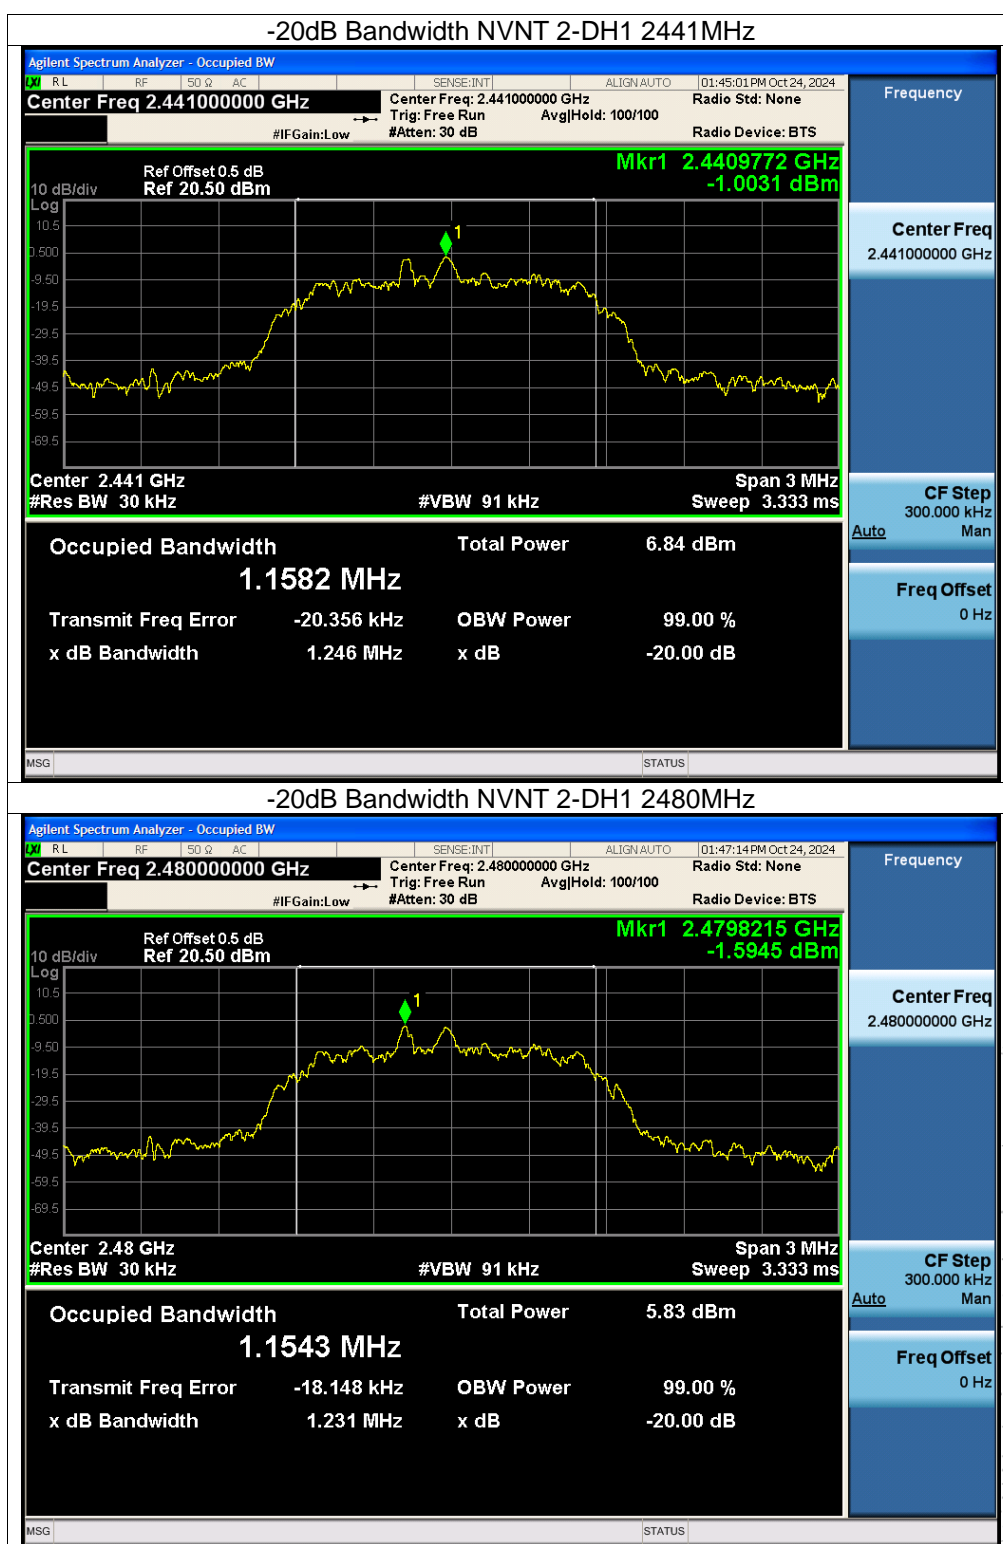 -20dB Bandwidth NVNT 2-DH1 2441MHz
Agilent Spectrum Analyzer - Occupied BW
LXI RL RF 50 Ω AC SENSE:INT ALIGN AUTO 01:45:01 PM Oct 24, 2024
Center Freq 2.441000000 GHz
Center Freq: 2.441000000 GHz
Radio Std: None
Trig: Free Run Avg|Hold: 100/100
#IFGain:Low #Atten: 30 dB Radio Device: BTS
Frequency
Mkr1 2.4409772 GHz
-1.0031 dBm
Ref Offset 0.5 dB
10 dB/div Ref 20.50 dBm
Log
10.5
0.500
-9.50
-19.5
-29.5
-39.5
-49.5
-59.5
-69.5
1
Center 2.441 GHz Span 3 MHz
#Res BW 30 kHz #VBW 91 kHz Sweep 3.333 ms
Center Freq
2.441000000 GHz
CF Step
300.000 kHz
Auto Man
Freq Offset
0 Hz
Occupied Bandwidth Total Power 6.84 dBm
1.1582 MHz
Transmit Freq Error -20.356 kHz OBW Power 99.00 %
x dB Bandwidth 1.246 MHz x dB -20.00 dB
MSG STATUS
-20dB Bandwidth NVNT 2-DH1 2480MHz
Agilent Spectrum Analyzer - Occupied BW
LXI RL RF 50 Ω AC SENSE:INT ALIGN AUTO 01:47:14 PM Oct 24, 2024
Center Freq 2.480000000 GHz
Center Freq: 2.480000000 GHz
Radio Std: None
Trig: Free Run Avg|Hold: 100/100
#IFGain:Low #Atten: 30 dB Radio Device: BTS
Frequency
Mkr1 2.4798215 GHz
-1.5945 dBm
Ref Offset 0.5 dB
10 dB/div Ref 20.50 dBm
Log
10.5
0.500
-9.50
-19.5
-29.5
-39.5
-49.5
-59.5
-69.5
1
Center 2.48 GHz Span 3 MHz
#Res BW 30 kHz #VBW 91 kHz Sweep 3.333 ms
Center Freq
2.480000000 GHz
CF Step
300.000 kHz
Auto Man
Freq Offset
0 Hz
Occupied Bandwidth Total Power 5.83 dBm
1.1543 MHz
Transmit Freq Error -18.148 kHz OBW Power 99.00 %
x dB Bandwidth 1.231 MHz x dB -20.00 dB
MSG STATUS